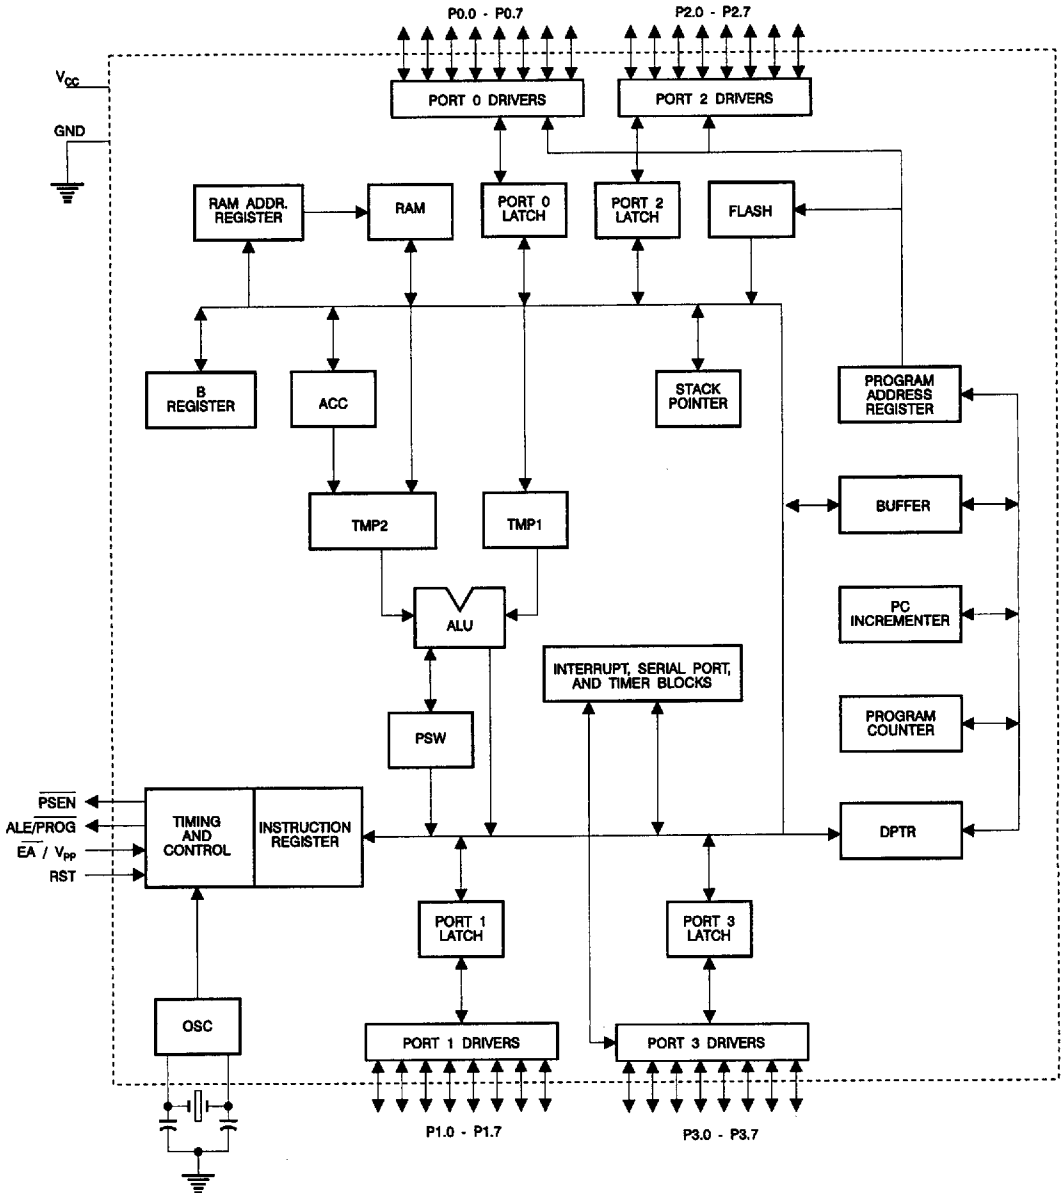 P0.0 - P0.7
P2.0 - P2.7
VCC
PORT 0 DRIVERS
PORT 2 DRIVERS
GND
RAM ADDR.
REGISTER
RAM
PORT 0
LATCH
PORT 2
LATCH
FLASH
B
REGISTER
ACC
STACK
POINTER
PROGRAM
ADDRESS
REGISTER
TMP2
TMP1
BUFFER
ALU
PC
INCREMENTER
INTERRUPT, SERIAL PORT,
AND TIMER BLOCKS
PSW
PROGRAM
COUNTER
PSEN
ALE/PROG
EA / VPP
RST
TIMING
AND
CONTROL
INSTRUCTION
REGISTER
DPTR
PORT 1
LATCH
PORT 3
LATCH
OSC
PORT 1 DRIVERS
PORT 3 DRIVERS
P1.0 - P1.7
P3.0 - P3.7